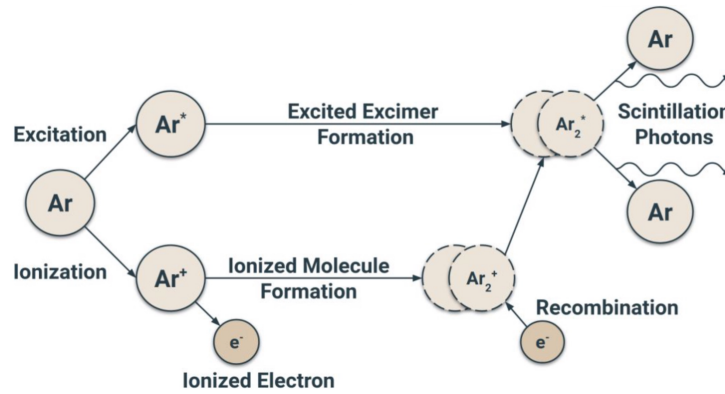 Ar
Excitation
Ar*
Excited Excimer
Formation
Ar₂*
Scintillation
Photons
Ar
Ar
Ionization
Ar⁺
Ionized Molecule
Formation
Ar₂⁺
Recombination
e⁻
e⁻
Ionized Electron
Ar